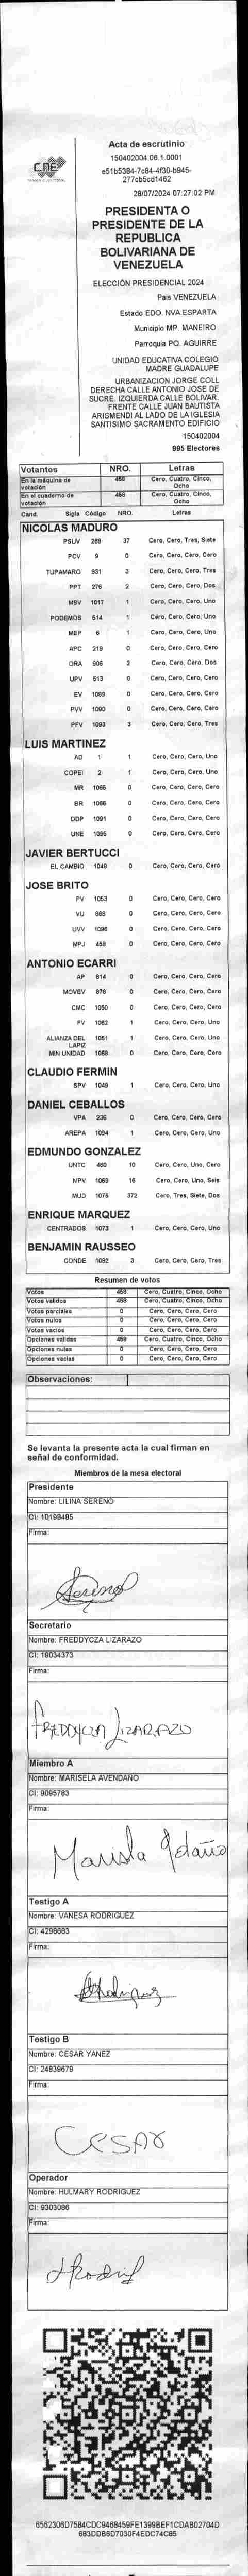 CNE
Acta de escrutinio
150402004.06.1.0001
e51b5384-7c84-4f30-b945-
277cb5cd1462
28/07/2024 07:27:02 PM
PRESIDENTA O
PRESIDENTE DE LA
REPUBLICA
BOLIVARIANA DE
VENEZUELA
ELECCIÓN PRESIDENCIAL 2024
País VENEZUELA
Estado EDO. NVA.ESPARTA
Municipio MP. MANEIRO
Parroquia PQ. AGUIRRE
UNIDAD EDUCATIVA COLEGIO
MADRE GUADALUPE
URBANIZACION JORGE COLL
DERECHA CALLE ANTONIO JOSE DE
SUCRE. IZQUIERDA CALLE BOLIVAR.
FRENTE CALLE JUAN BAUTISTA
ARISMENDI AL LADO DE LA IGLESIA
SANTISIMO SACRAMENTO EDIFICIO
150402004
995 Electores
Votantes NRO. Letras
En la máquina de votación 458 Cero, Cuatro, Cinco, Ocho
En el cuaderno de votación 458 Cero, Cuatro, Cinco, Ocho
Cand. Sigla Código NRO. Letras
NICOLAS MADURO
PSUV 269 37 Cero, Cero, Tres, Siete
PCV 9 0 Cero, Cero, Cero, Cero
TUPAMARO 931 3 Cero, Cero, Cero, Tres
PPT 276 2 Cero, Cero, Cero, Dos
MSV 1017 1 Cero, Cero, Cero, Uno
PODEMOS 514 1 Cero, Cero, Cero, Uno
MEP 6 1 Cero, Cero, Cero, Uno
APC 219 0 Cero, Cero, Cero, Cero
ORA 908 2 Cero, Cero, Cero, Dos
UPV 613 0 Cero, Cero, Cero, Cero
EV 1089 0 Cero, Cero, Cero, Cero
PVV 1090 0 Cero, Cero, Cero, Cero
PFV 1093 3 Cero, Cero, Cero, Tres
LUIS MARTINEZ
AD 1 1 Cero, Cero, Cero, Uno
COPEI 2 1 Cero, Cero, Cero, Uno
MR 1065 0 Cero, Cero, Cero, Cero
BR 1066 0 Cero, Cero, Cero, Cero
DDP 1091 0 Cero, Cero, Cero, Cero
UNE 1095 0 Cero, Cero, Cero, Cero
JAVIER BERTUCCI
EL CAMBIO 1048 0 Cero, Cero, Cero, Cero
JOSE BRITO
PV 1053 0 Cero, Cero, Cero, Cero
VU 868 0 Cero, Cero, Cero, Cero
UVV 1096 0 Cero, Cero, Cero, Cero
MPJ 458 0 Cero, Cero, Cero, Cero
ANTONIO ECARRI
AP 814 0 Cero, Cero, Cero, Cero
MOVEV 878 0 Cero, Cero, Cero, Cero
CMC 1050 0 Cero, Cero, Cero, Cero
FV 1062 1 Cero, Cero, Cero, Uno
ALIANZA DEL LAPIZ 1051 1 Cero, Cero, Cero, Uno
MIN UNIDAD 1058 0 Cero, Cero, Cero, Cero
CLAUDIO FERMIN
SPV 1049 1 Cero, Cero, Cero, Uno
DANIEL CEBALLOS
VPA 236 0 Cero, Cero, Cero, Cero
AREPA 1094 1 Cero, Cero, Cero, Uno
EDMUNDO GONZALEZ
UNTC 460 10 Cero, Cero, Uno, Cero
MPV 1069 16 Cero, Cero, Uno, Seis
MUD 1075 372 Cero, Tres, Siete, Dos
ENRIQUE MARQUEZ
CENTRADOS 1073 1 Cero, Cero, Cero, Uno
BENJAMIN RAUSSEO
CONDE 1092 3 Cero, Cero, Cero, Tres
Resumen de votos
Votos 458 Cero, Cuatro, Cinco, Ocho
Votos validos 458 Cero, Cuatro, Cinco, Ocho
Votos parciales 0 Cero, Cero, Cero, Cero
Votos nulos 0 Cero, Cero, Cero, Cero
Votos vacios 0 Cero, Cero, Cero, Cero
Opciones validas 458 Cero, Cuatro, Cinco, Ocho
Opciones nulas 0 Cero, Cero, Cero, Cero
Opciones vacias 0 Cero, Cero, Cero, Cero
Observaciones:
Se levanta la presente acta la cual firman en
señal de conformidad.
Miembros de la mesa electoral
Presidente
Nombre: LILINA SERENO
CI: 10198485
Firma:
Sereno
Secretario
Nombre: FREDDYCZA LIZARAZO
CI: 19034373
Firma:
FREDDYCZA LIZARAZO
Miembro A
Nombre: MARISELA AVENDAÑO
CI: 9095783
Firma:
Testigo A
Nombre: VANESA RODRIGUEZ
CI: 4298683
Firma:
Testigo B
Nombre: CESAR YANEZ
CI: 24839679
Firma:
CESAR
Operador
Nombre: HULMARY RODRIGUEZ
CI: 9303086
Firma:
HRodrig
6562306D7584CDC9468459FE1399BEF1CDAB02704D
683DDB6D7030F4EDC74C85